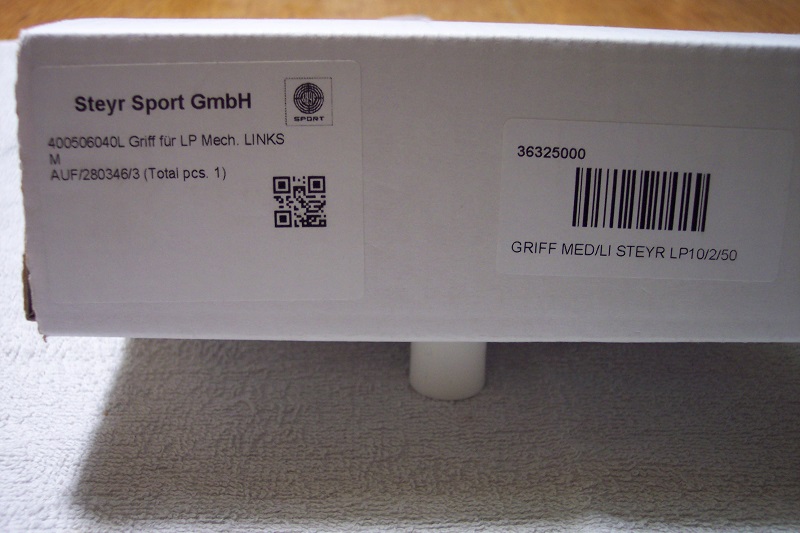 Steyr Sport GmbH
SPORT
400506040L Griff für LP Mech. LINKS
M
AUF/280346/3 (Total pcs. 1)
36325000
GRIFF MED/LI STEYR LP10/2/50